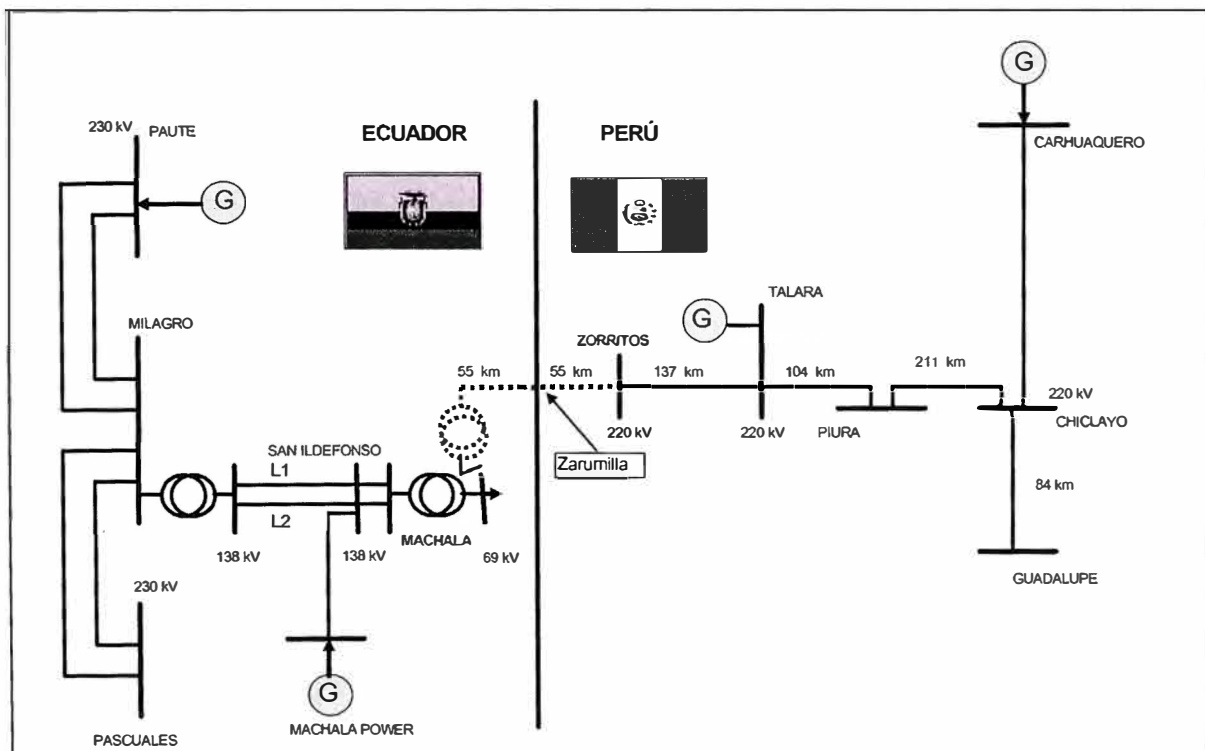 G
230 kV
PAUTE
ECUADOR
PERÚ
CARHUAQUERO
G
TALARA
MILAGRO
G
ZORRITOS
55 km
55 km
137 km
104 km
211 km
220 kV
220 kV
220 kV
PIURA
CHICLAYO
SAN ILDEFONSO
L1
Zarumilla
84 km
L2
MACHALA
138 kV
138 kV
69 kV
GUADALUPE
230 kV
G
MACHALA POWER
PASCUALES